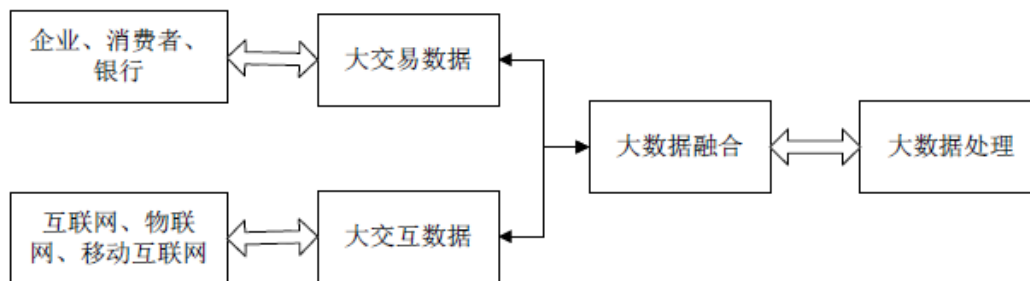 企业、消费者、
银行
大交易数据
大数据融合
大数据处理
互联网、物联
网、移动互联网
大交互数据